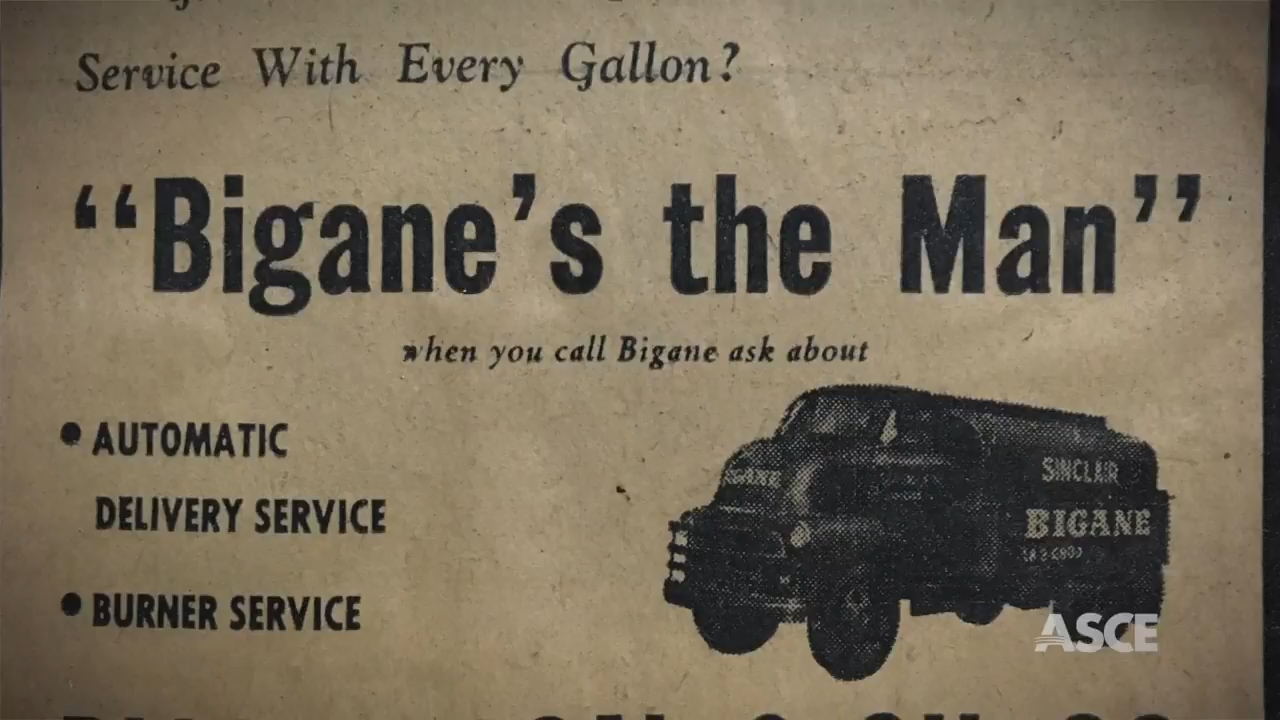 Service With Every Gallon?
“Bigane’s the Man”
when you call Bigane ask about
• AUTOMATIC
DELIVERY SERVICE
• BURNER SERVICE
SINCLAIR
BIGANE
ASCE